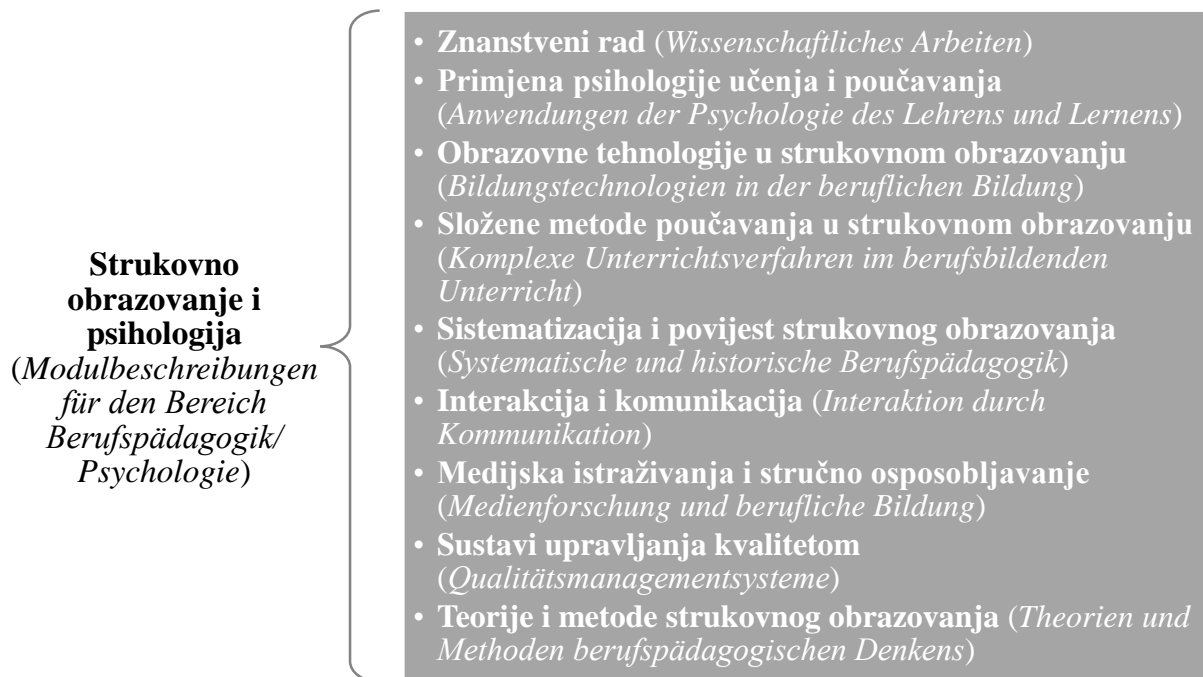 Strukovno
obrazovanje i
psihologija
(Modulbeschreibungen
für den Bereich
Berufspädagogik/
Psychologie)
• Znanstveni rad (Wissenschaftliches Arbeiten)
• Primjena psihologije učenja i poučavanja
(Anwendungen der Psychologie des Lehrens und Lernens)
• Obrazovne tehnologije u strukovnom obrazovanju
(Bildungstechnologien in der beruflichen Bildung)
• Složene metode poučavanja u strukovnom obrazovanju
(Komplexe Unterrichtsverfahren im berufsbildenden
Unterricht)
• Sistematizacija i povijest strukovnog obrazovanja
(Systematische und historische Berufspädagogik)
• Interakcija i komunikacija (Interaktion durch
Kommunikation)
• Medijska istraživanja i stručno osposobljavanje
(Medienforschung und berufliche Bildung)
• Sustavi upravljanja kvalitetom
(Qualitätsmanagementsysteme)
• Teorije i metode strukovnog obrazovanja (Theorien und
Methoden berufspädagogischen Denkens)